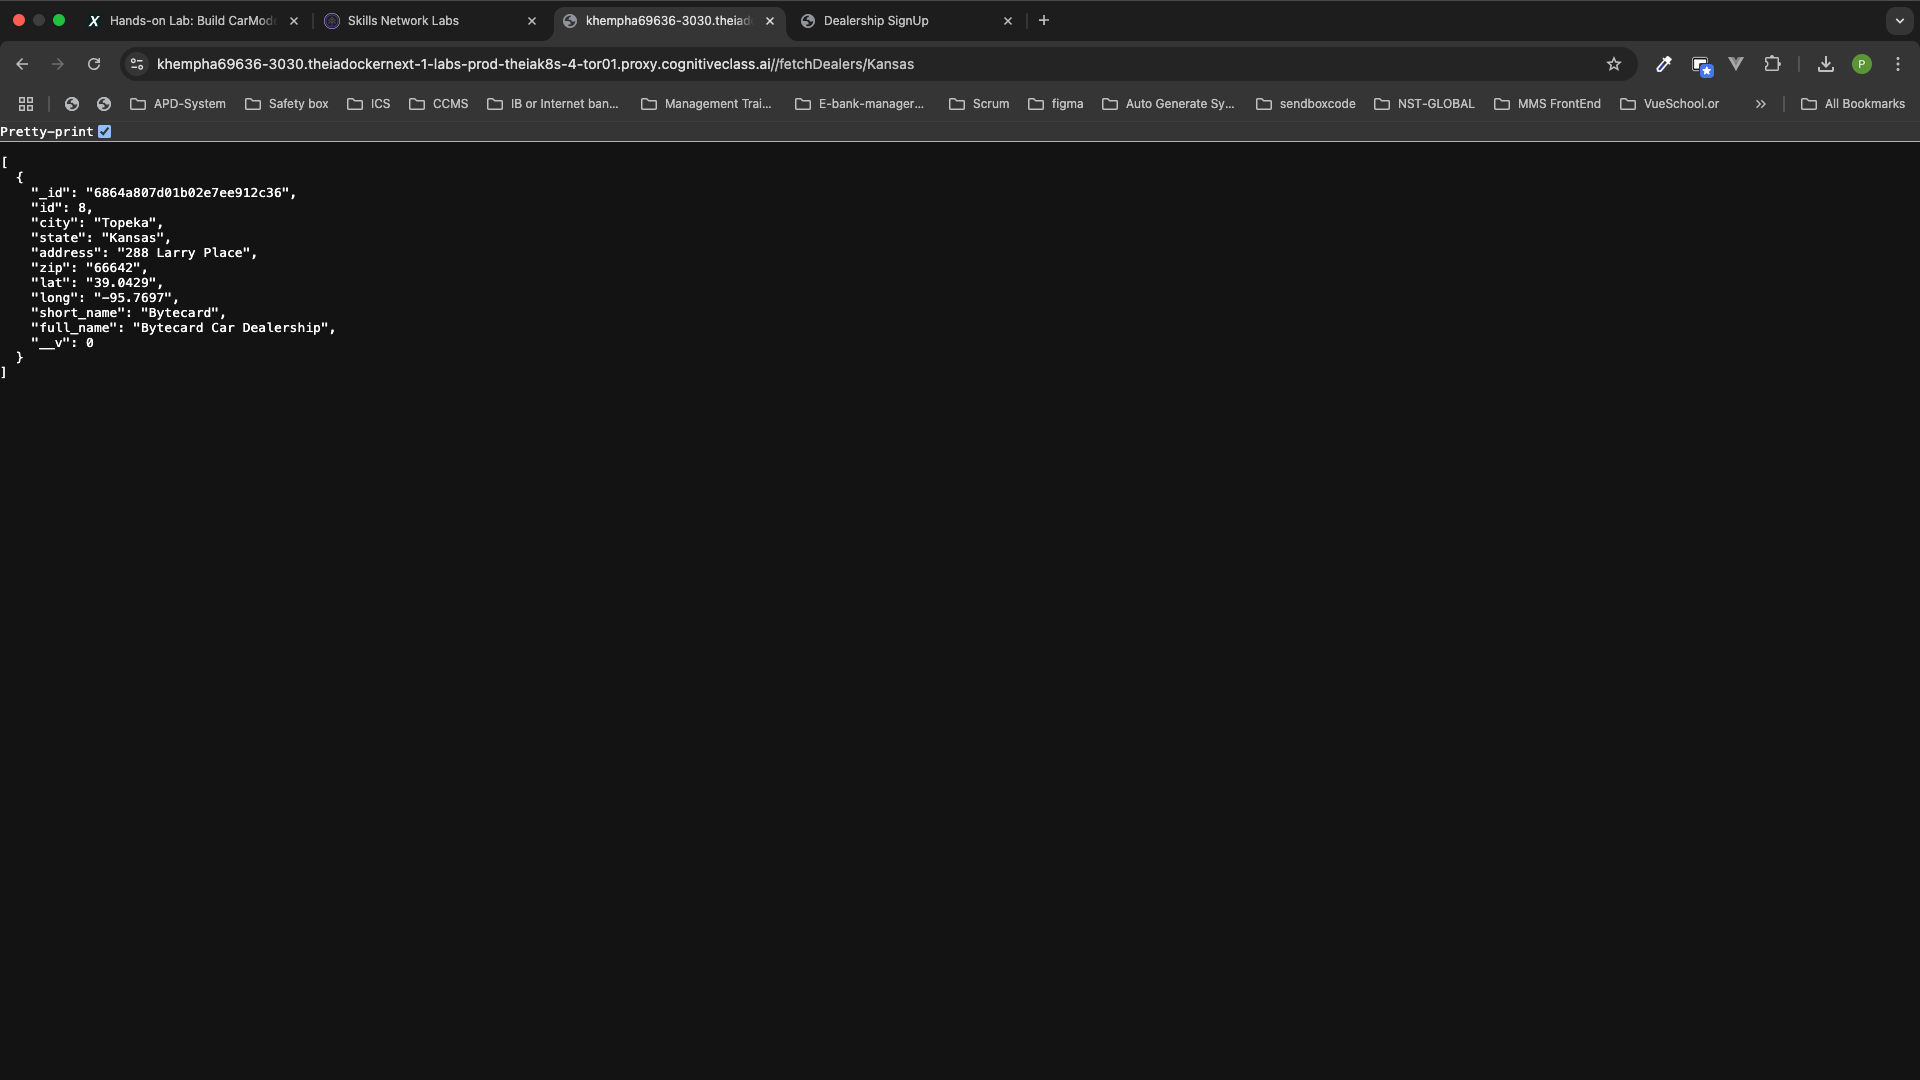 Hands-on Lab: Build CarMod
Skills Network Labs
khempha69636-3030.theiad
Dealership SignUp
khempha69636-3030.theiadockernext-1-labs-prod-theiak8s-4-tor01.proxy.cognitiveclass.ai//fetchDealers/Kansas
P
APD-System
Safety box
ICS
CCMS
IB or Internet ban...
Management Trai...
E-bank-manager...
Scrum
figma
Auto Generate Sy...
sendboxcode
NST-GLOBAL
MMS FrontEnd
VueSchool.or
All Bookmarks
Pretty-print
[
  {
    "_id": "6864a807d01b02e7ee912c36",
    "id": 8,
    "city": "Topeka",
    "state": "Kansas",
    "address": "288 Larry Place",
    "zip": "66642",
    "lat": "39.0429",
    "long": "-95.7697",
    "short_name": "Bytecard",
    "full_name": "Bytecard Car Dealership",
    "__v": 0
  }
]